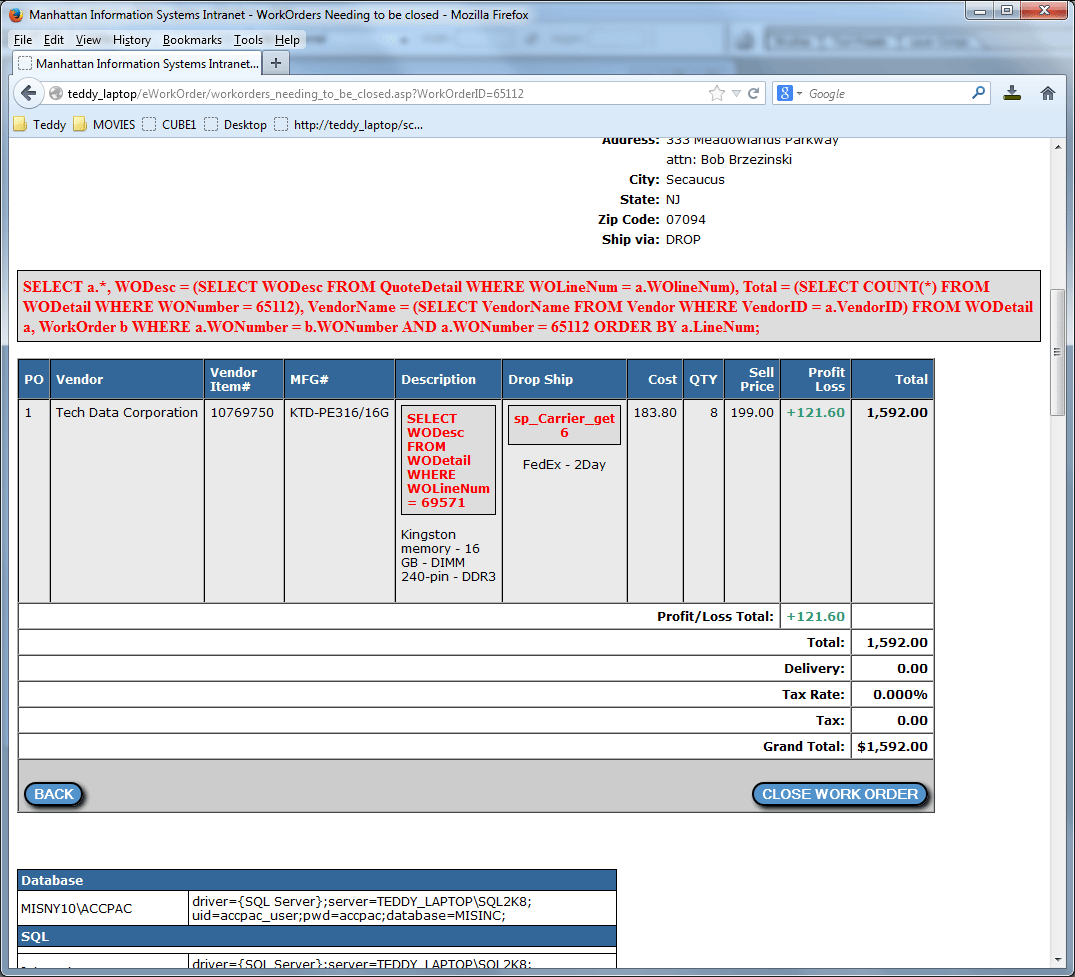 Manhattan Information Systems Intranet - WorkOrders Needing to be closed - Mozilla Firefox
File Edit View History Bookmarks Tools Help
Manhattan Information Systems Intranet... +
teddy_laptop/eWorkOrder/workorders_needing_to_be_closed.asp?WorkOrderID=65112
8 Google
Teddy MOVIES CUBE1 Desktop http://teddy_laptop/sc...
Address: 333 Meadowlands Parkway
attn: Bob Brzezinski
City: Secaucus
State: NJ
Zip Code: 07094
Ship via: DROP
SELECT a.*, WODesc = (SELECT WODesc FROM QuoteDetail WHERE WOLineNum = a.WOlineNum), Total = (SELECT COUNT(*) FROM
WODetail WHERE WONumber = 65112), VendorName = (SELECT VendorName FROM Vendor WHERE VendorID = a.VendorID) FROM WODetail
a, WorkOrder b WHERE a.WONumber = b.WONumber AND a.WONumber = 65112 ORDER BY a.LineNum;
PO Vendor Vendor Item# MFG# Description Drop Ship Cost QTY Sell Price Profit Loss Total
1 Tech Data Corporation 10769750 KTD-PE316/16G
SELECT
WODesc
FROM
WODetail
WHERE
WOLineNum
= 69571
Kingston
memory - 16
GB - DIMM
240-pin - DDR3
sp_Carrier_get
6
FedEx - 2Day
183.80 8 199.00 +121.60 1,592.00
Profit/Loss Total: +121.60
Total: 1,592.00
Delivery: 0.00
Tax Rate: 0.000%
Tax: 0.00
Grand Total: $1,592.00
BACK CLOSE WORK ORDER
Database
MISNY10\ACCPAC
driver={SQL Server};server=TEDDY_LAPTOP\SQL2K8;
uid=accpac_user;pwd=accpac;database=MISINC;
SQL
driver={SQL Server};server=TEDDY_LAPTOP\SQL2K8;